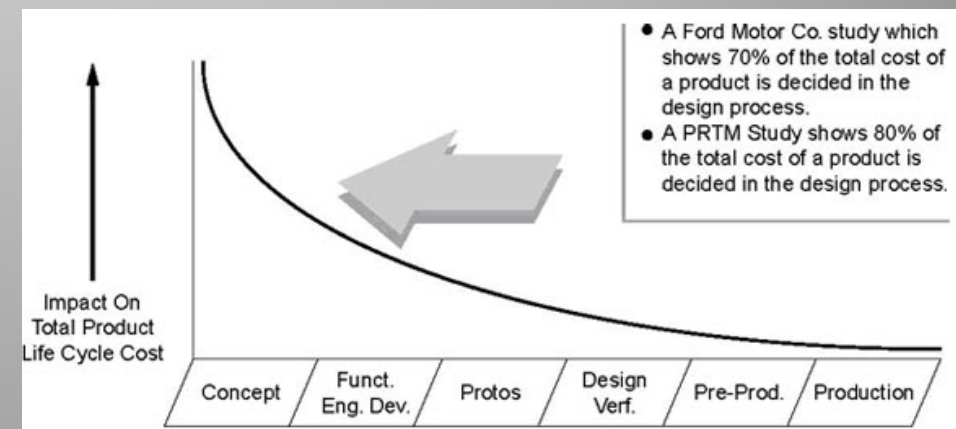 ● A Ford Motor Co. study which
shows 70% of the total cost of
a product is decided in the
design process.
● A PRTM Study shows 80% of
the total cost of a product is
decided in the design process.
Impact On
Total Product
Life Cycle Cost
Concept
Funct.
Eng. Dev.
Protos
Design
Verf.
Pre-Prod.
Production